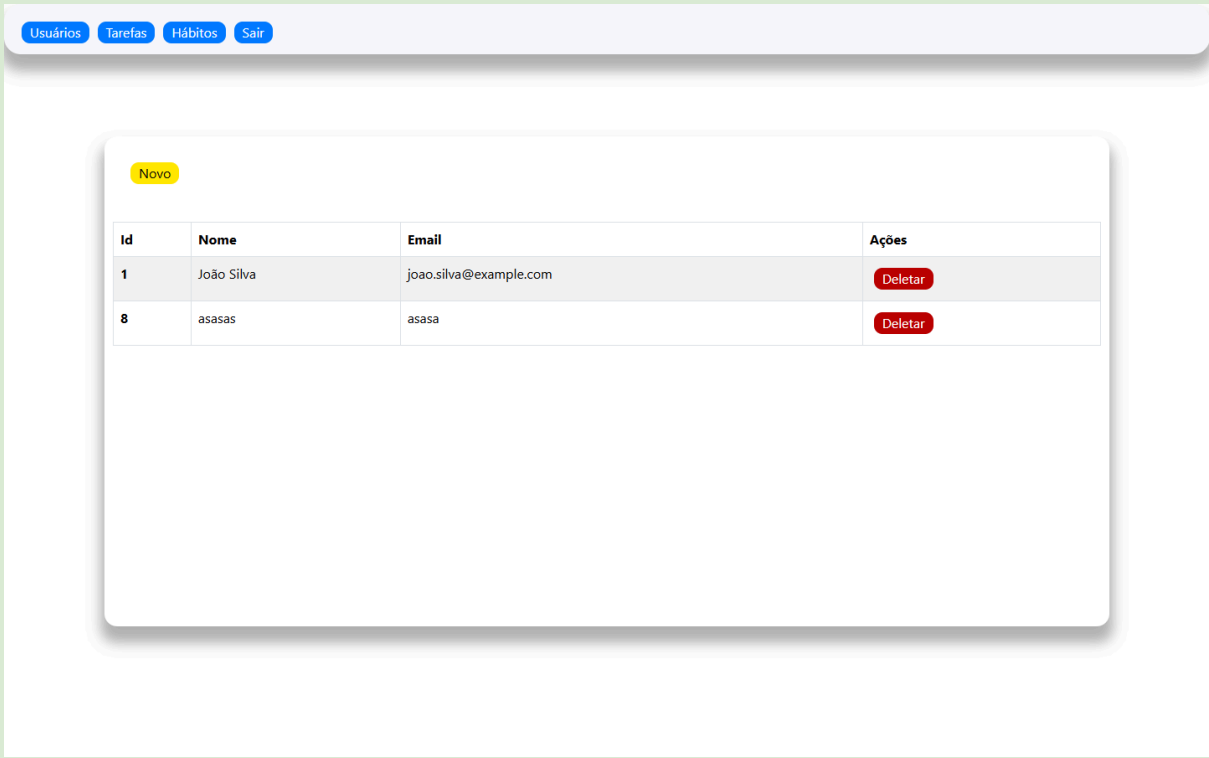 Usuários Tarefas Hábitos Sair
Novo
Id Nome Email Ações
1 João Silva joao.silva@example.com Deletar
8 asasas asasa Deletar